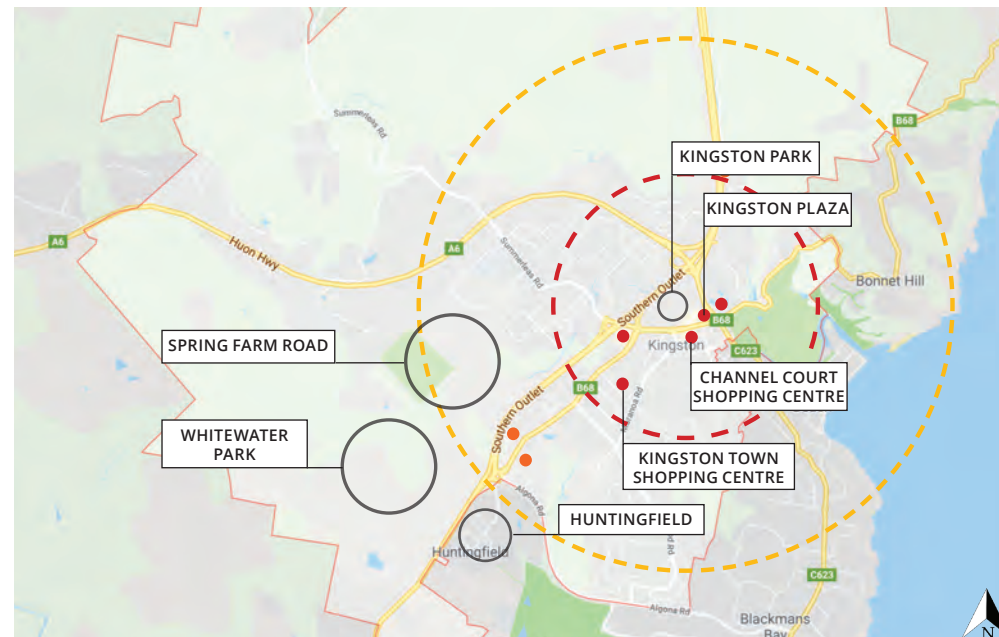 B68
Summerleas Rd
KINGSTON PARK
KINGSTON PLAZA
A6
Huon Hwy
A6
Summerleas Rd
Southern Outlet
Bonnet Hill
B68
Kingston
C623
SPRING FARM ROAD
CHANNEL COURT
SHOPPING CENTRE
B68
Southern Outlet
Maranoa Rd
WHITEWATER
PARK
KINGSTON TOWN
SHOPPING CENTRE
Algona Rd
HUNTINGFIELD
Huntingfield
C623
Algona Rd
Blackmans
Bay
N